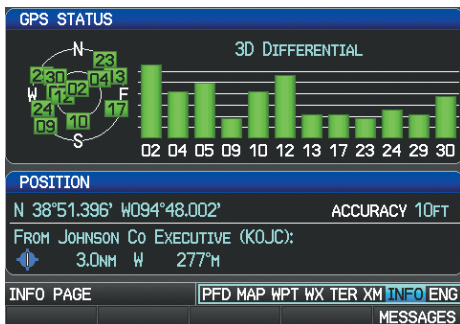 GPS STATUS
3D DIFFERENTIAL
N
23
23 30 04 13
W 12 02 E
24 17
09 10
S
02 04 05 09 10 12 13 17 23 24 29 30
POSITION
N 38°51.396' W094°48.002' ACCURACY 10FT
FROM JOHNSON CO EXECUTIVE (KOJC):
3.0NM W 277°M
INFO PAGE PFD MAP WPT WX TER XM INFO ENG
MESSAGES